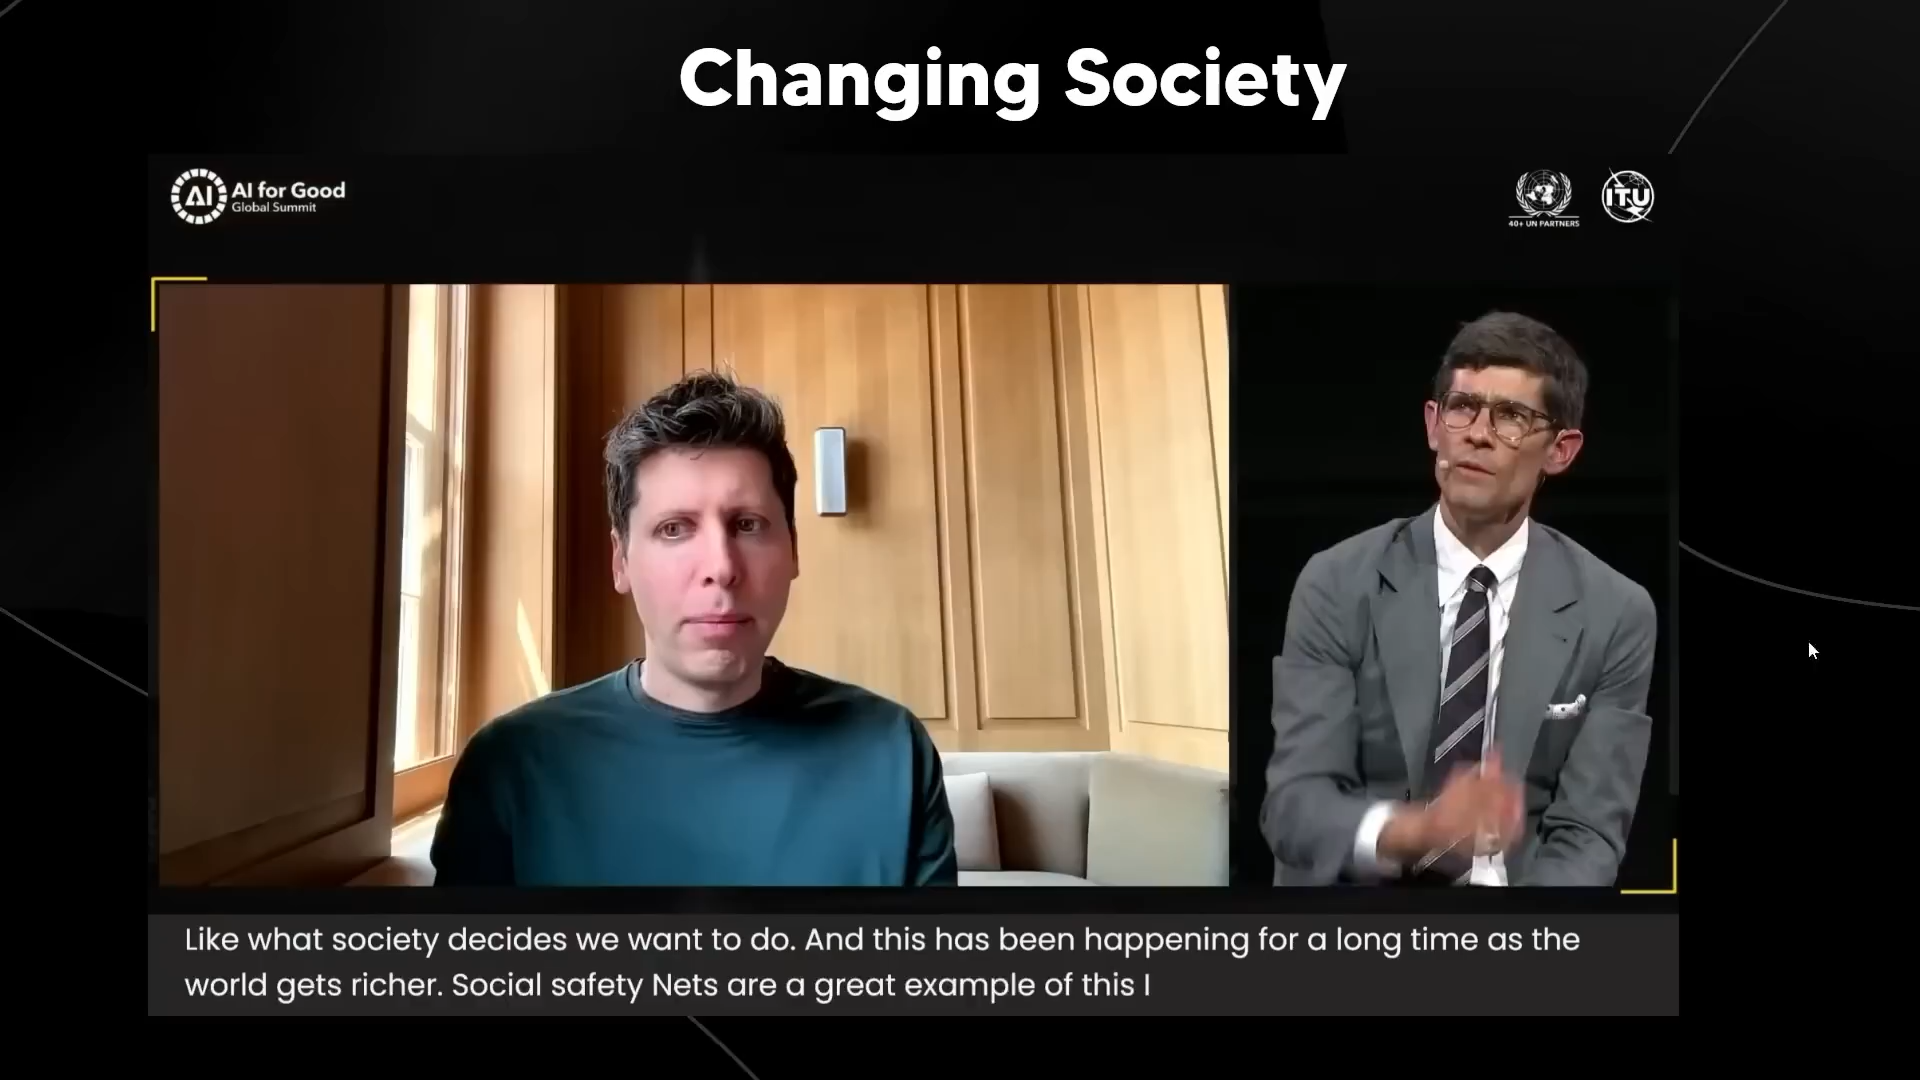 Changing Society
AI
AI for Good
Global Summit
40+ UN PARTNERS
ITU
Like what society decides we want to do. And this has been happening for a long time as the
world gets richer. Social safety Nets are a great example of this I